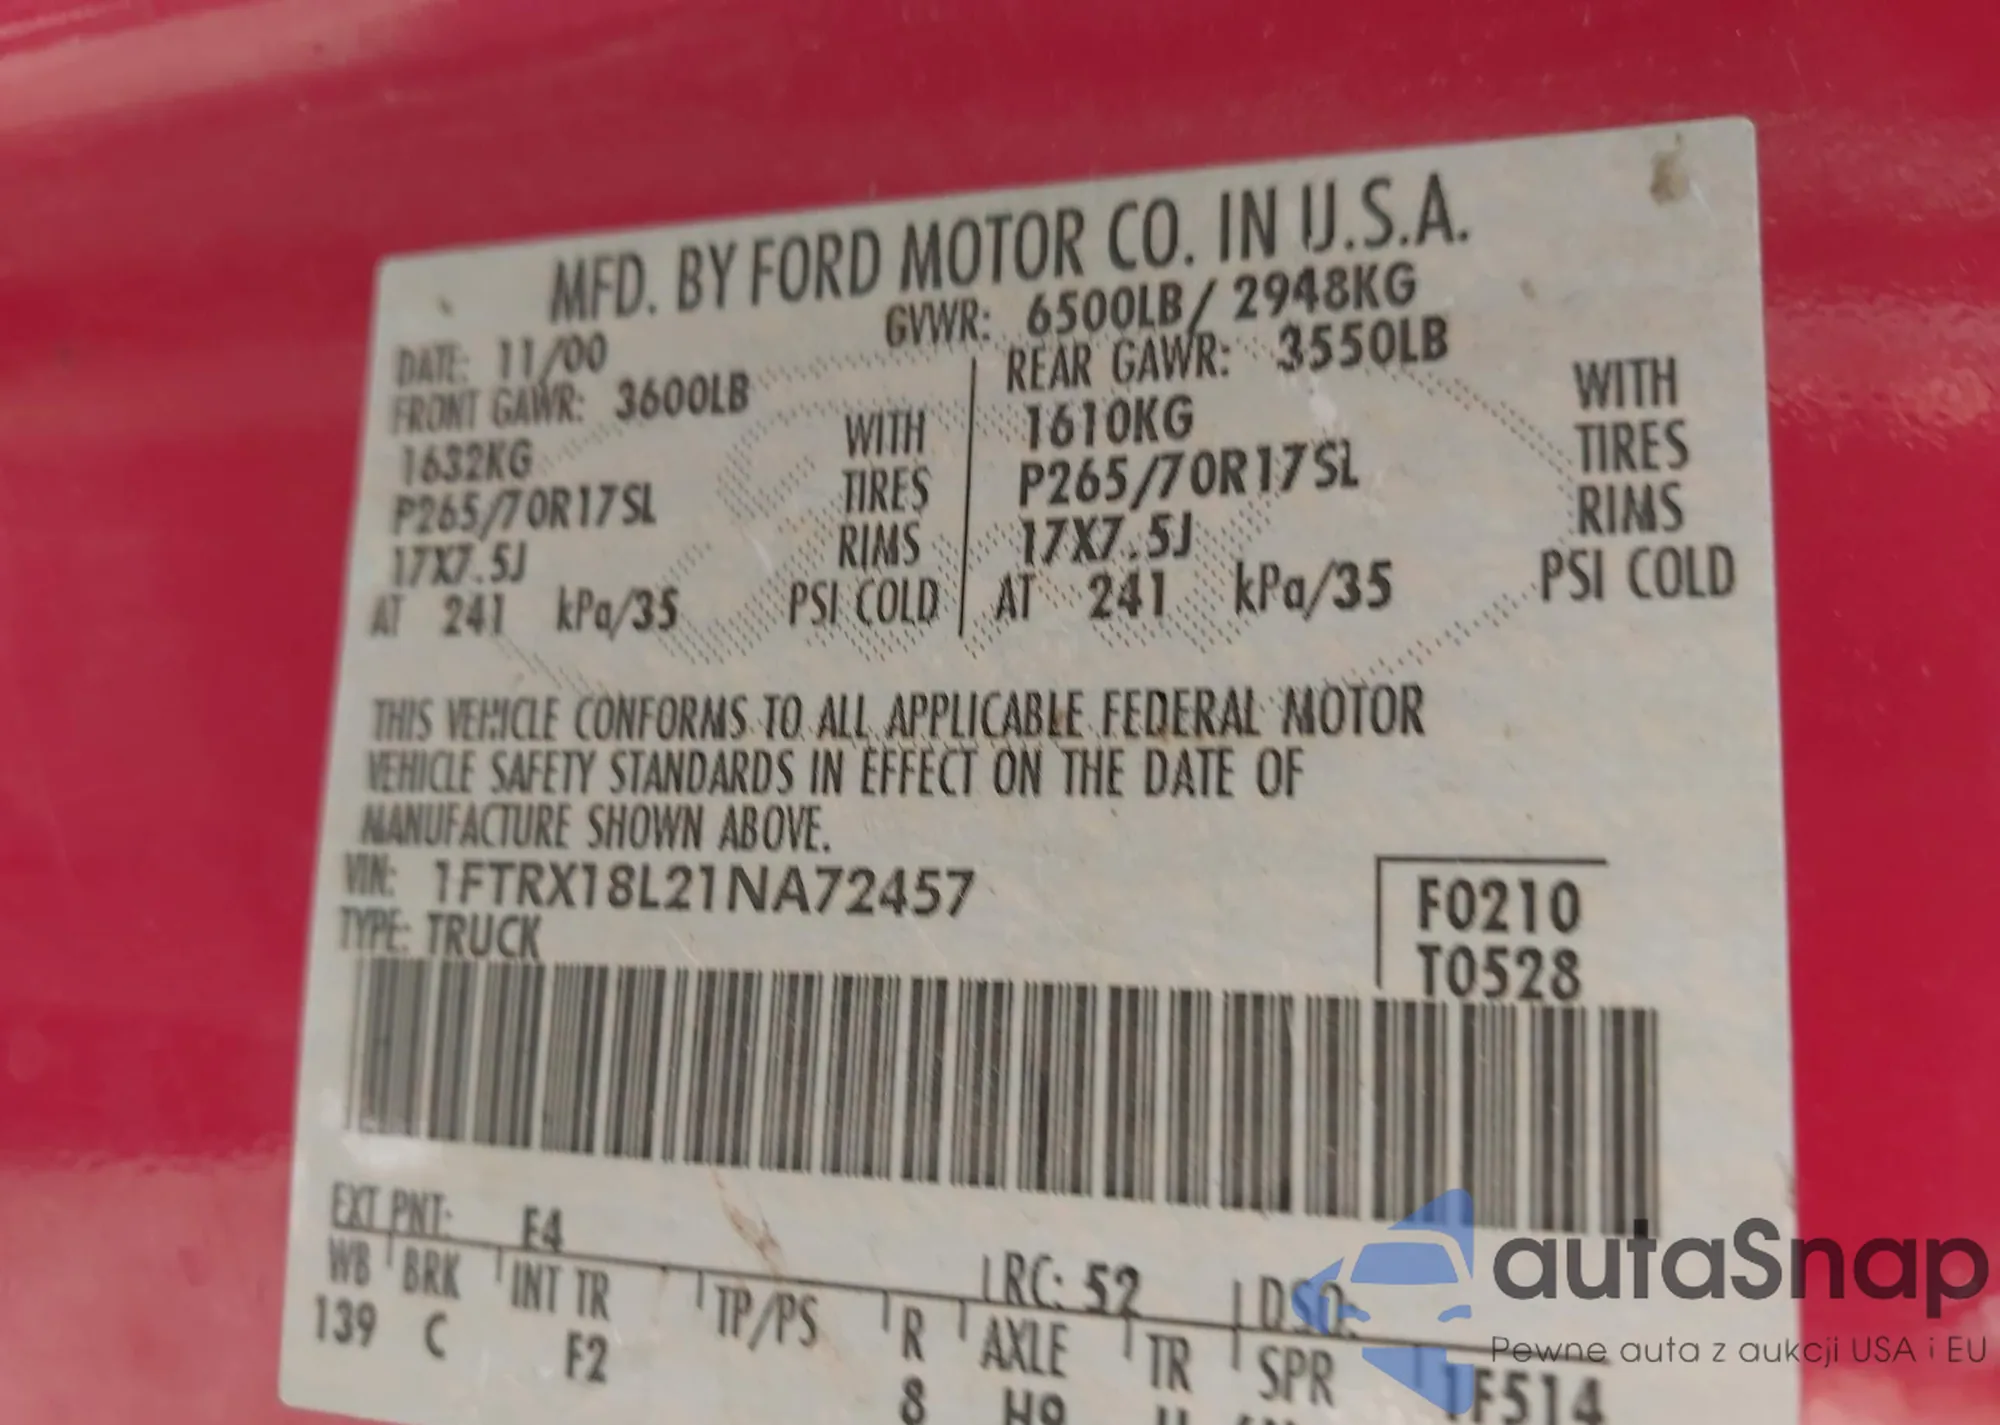 MFD. BY FORD MOTOR CO. IN U.S.A.
DATE: 11/00 GVWR: 6500LB/ 2948KG
FRONT GAWR: 3600LB REAR GAWR: 3550LB
1632KG WITH 1610KG WITH
P265/70R17SL TIRES P265/70R17SL TIRES
17X7.5J RIMS 17X7.5J RIMS
AT 241 kPa/35 PSI COLD AT 241 kPa/35 PSI COLD
THIS VEHICLE CONFORMS TO ALL APPLICABLE FEDERAL MOTOR
VEHICLE SAFETY STANDARDS IN EFFECT ON THE DATE OF
MANUFACTURE SHOWN ABOVE.
VIN: 1FTRX18L21NA72457
TYPE: TRUCK
F0210
T0528
EXT PNT: E4 RC: 52 DSO:
WB BRK INT TR TP/PS R AXLE TR SPR
139 C F2 8 H9 1F514
autaSnap
Pewne auta z aukcji USA i EU